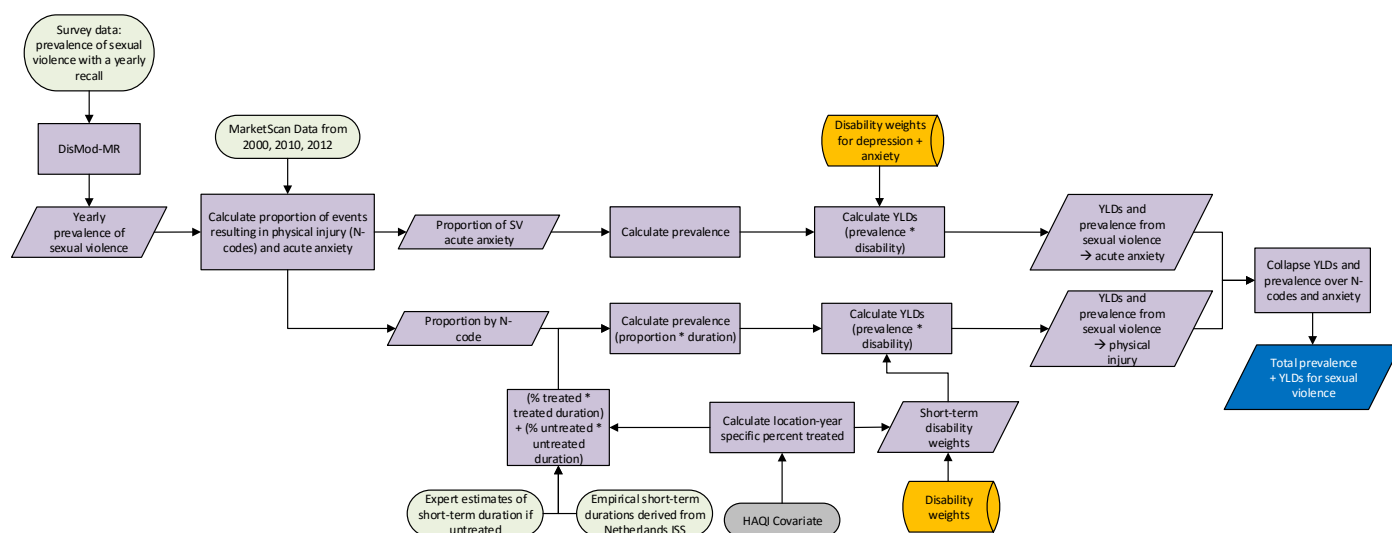 Survey data:
prevalence of sexual
violence with a yearly
recall
DisMod-MR
Yearly
prevalence of
sexual violence
MarketScan Data from
2000, 2010, 2012
Calculate proportion of events
resulting in physical injury (N-
codes) and acute anxiety
Proportion of SV
acute anxiety
Calculate prevalence
Disability weights
for depression +
anxiety
Calculate YLDs
(prevalence *
disability)
YLDs and
prevalence from
sexual violence
→ acute anxiety
Collapse YLDs and
prevalence over N-
codes and anxiety
Proportion by N-
code
Calculate prevalence
(proportion * duration)
Calculate YLDs
(prevalence *
disability)
YLDs and
prevalence from
sexual violence
→ physical
injury
Total prevalence
+ YLDs for sexual
violence
(% treated *
treated duration)
+ (% untreated *
untreated
duration)
Calculate location-year
specific percent treated
Short-term
disability
weights
Expert estimates of
short-term duration if
untreated
Empirical short-term
durations derived from
Netherlands ISS
HAQI Covariate
Disability
weights